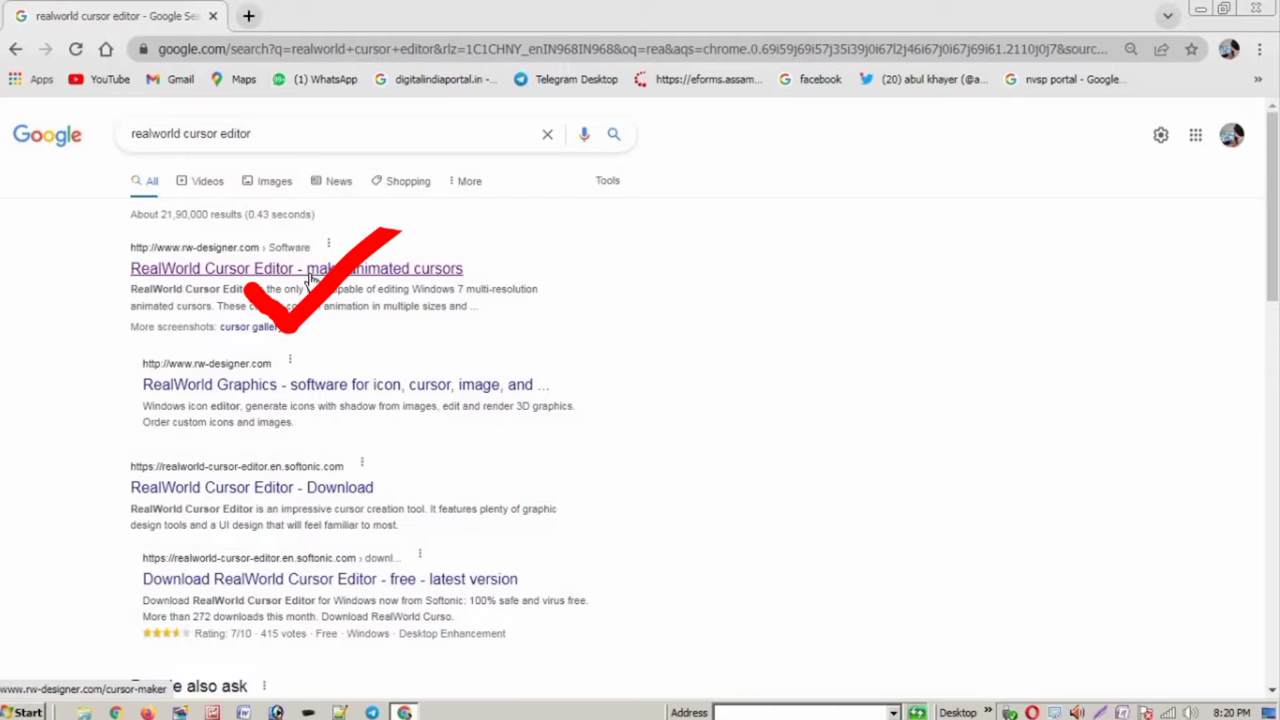 realworld cursor editor - Google Sea
google.com/search?q=realworld+cursor+editor&rlz=1C1CHNY_enIN968IN968&oq=rea&aqs=chrome.0.69i59j69i57j35i39j0i67l2j46i67j0i67j69i61.2110j0j7&sourc...
Apps YouTube Gmail Maps (1) WhatsApp digitalindiaportal.in -... Telegram Desktop https://eforms.assam... facebook (20) abul khayer (@a... nvsp portal - Google... »
Google realworld cursor editor
All Videos Images News Shopping More Tools
About 21,90,000 results (0.43 seconds)
http://www.rw-designer.com › Software
RealWorld Cursor Editor - animated cursors
RealWorld Cursor the only capable of editing Windows 7 multi-resolution
animated cursors. These animation in multiple sizes and ...
More screenshots: cursor gallery
http://www.rw-designer.com
RealWorld Graphics - software for icon, cursor, image, and ...
Windows icon editor, generate icons with shadow from images, edit and render 3D graphics.
Order custom icons and images.
https://realworld-cursor-editor.en.softonic.com
RealWorld Cursor Editor - Download
RealWorld Cursor Editor is an impressive cursor creation tool. It features plenty of graphic
design tools and a UI design that will feel familiar to most.
https://realworld-cursor-editor.en.softonic.com › downl...
Download RealWorld Cursor Editor - free - latest version
Download RealWorld Cursor Editor for Windows now from Softonic: 100% safe and virus free.
More than 272 downloads this month. Download RealWorld Curso.
Rating: 7/10 · 415 votes · Free · Windows · Desktop Enhancement
also ask
www.rw-designer.com/cursor-maker
Start Address Desktop » 8:20 PM